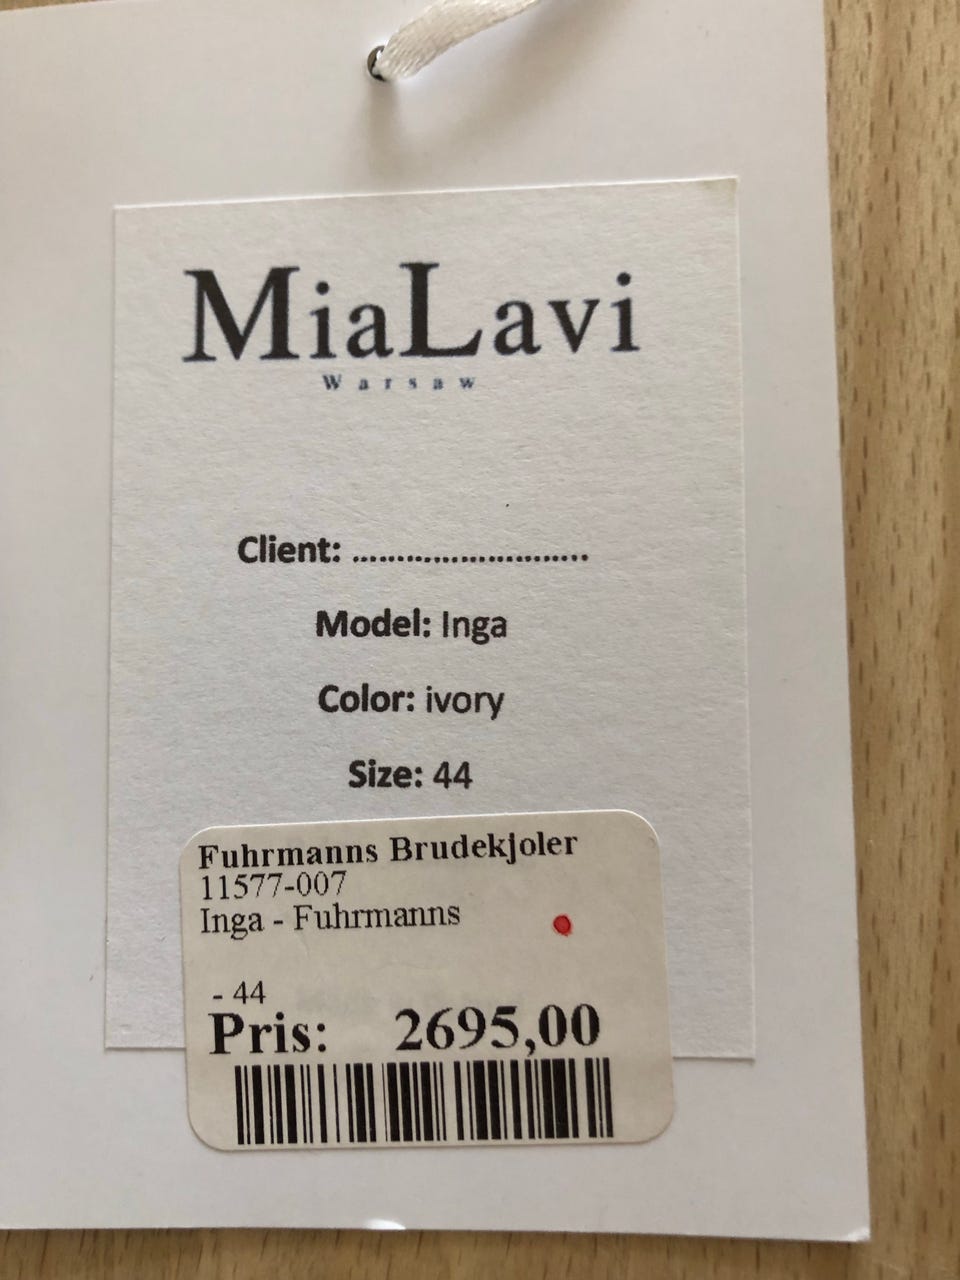 MiaLavi
Warsaw
Client: ..........................
Model: Inga
Color: ivory
Size: 44
Fuhrmanns Brudekjoler
11577-007
Inga - Fuhrmanns
- 44
Pris: 2695,00